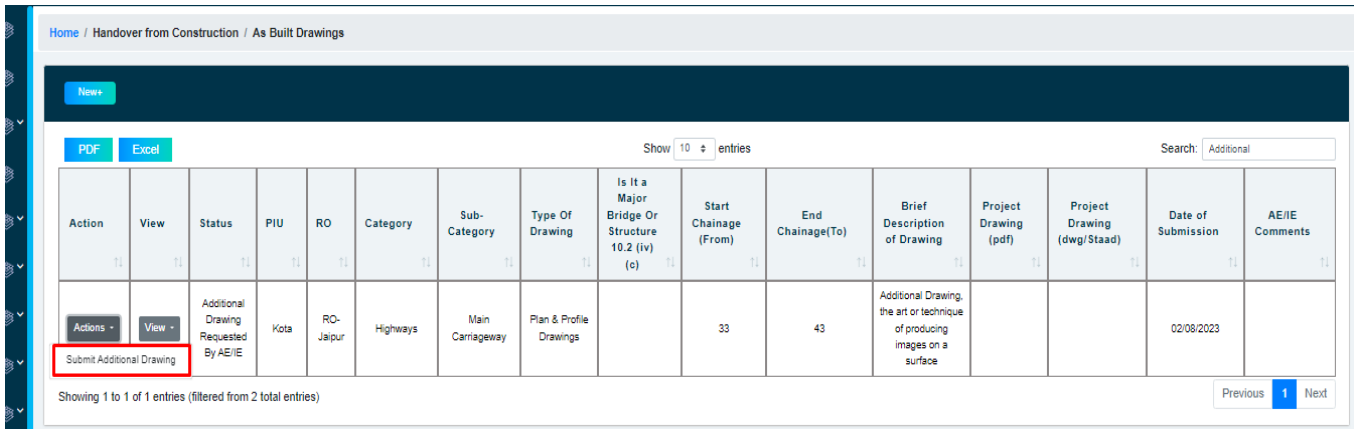 Home / Handover from Construction / As Built Drawings
New+
PDF Excel Show 10 entries Search: Additional
Action
View
Status
PIU
RO
Category
Sub-
Category
Type Of
Drawing
Is It a
Major
Bridge Or
Structure
10.2 (iv)
(c)
Start
Chainage
(From)
End
Chainage(To)
Brief
Description
of Drawing
Project
Drawing
(pdf)
Project
Drawing
(dwg/Staad)
Date of
Submission
AE/IE
Comments
Actions
View
Additional
Drawing
Requested
By AE/IE
Kota
RO-
Jaipur
Highways
Main
Carriageway
Plan & Profile
Drawings
33
43
Additional Drawing,
the art or technique
of producing
images on a
surface
02/08/2023
Submit Additional Drawing
Showing 1 to 1 of 1 entries (filtered from 2 total entries)
Previous 1 Next